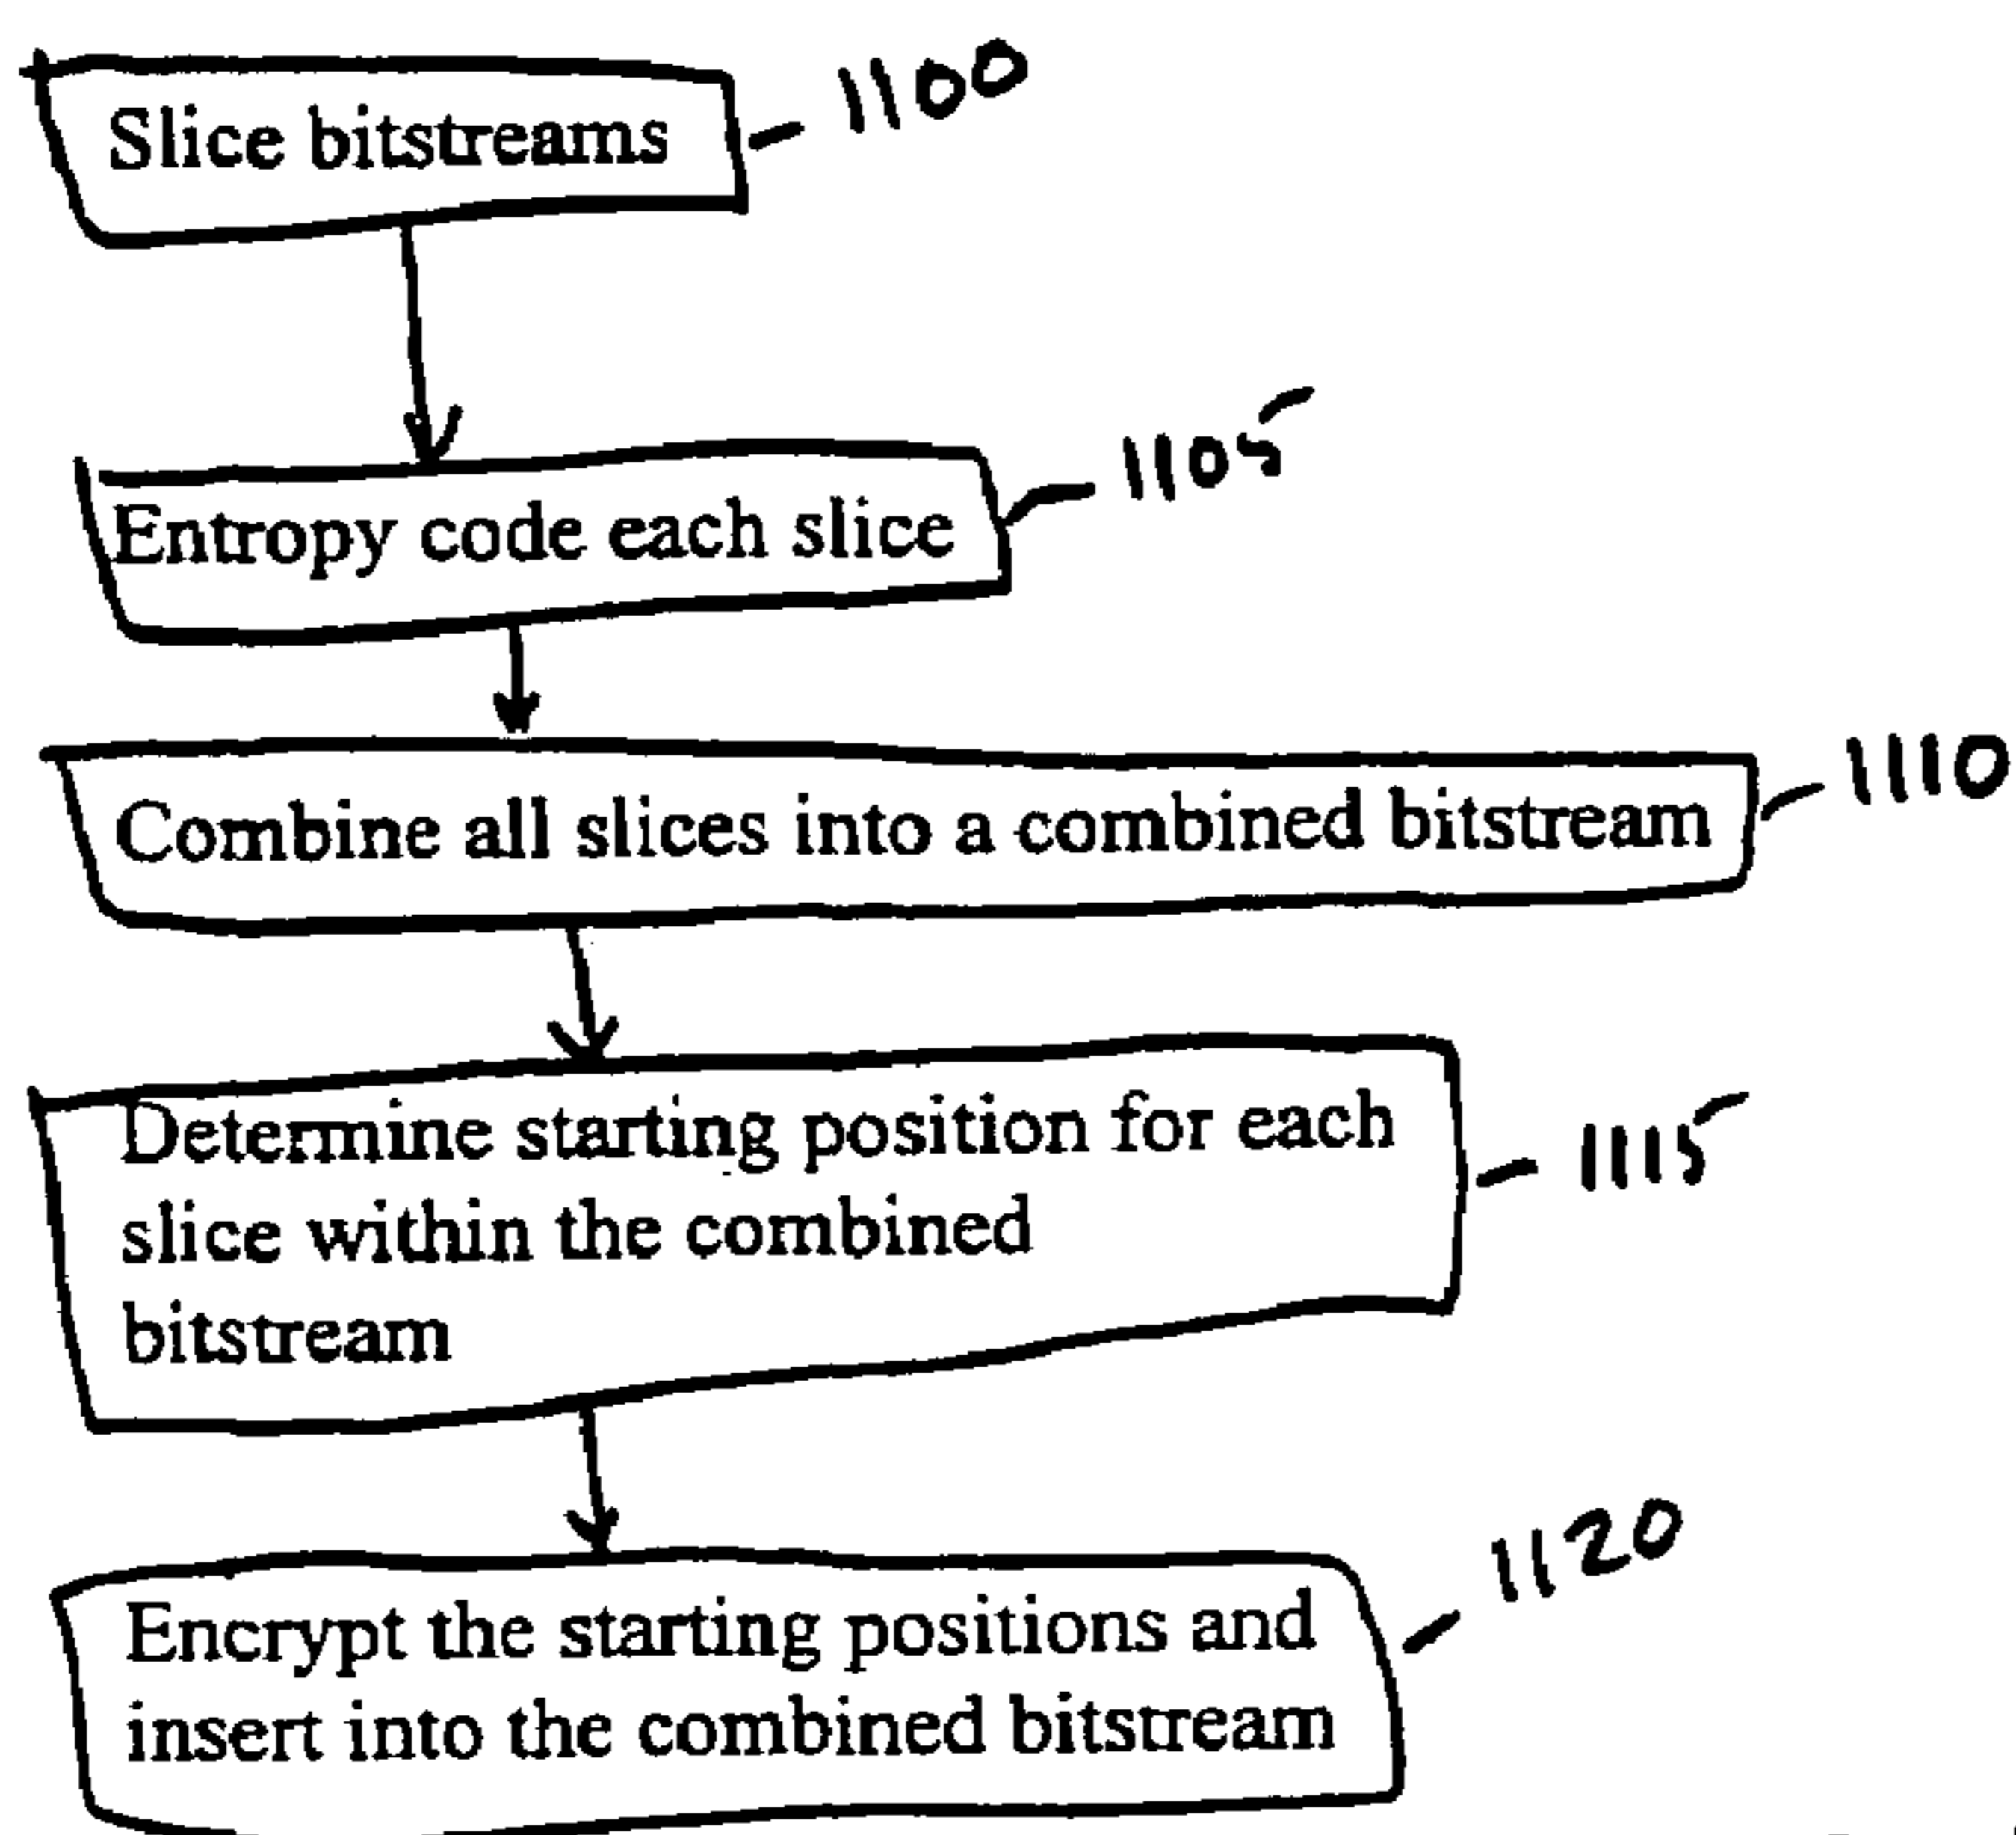 Slice bitstreams
1100
Entropy code each slice
1105
Combine all slices into a combined bitstream
1110
Determine starting position for each
slice within the combined
bitstream
1115
Encrypt the starting positions and
insert into the combined bitstream
1120